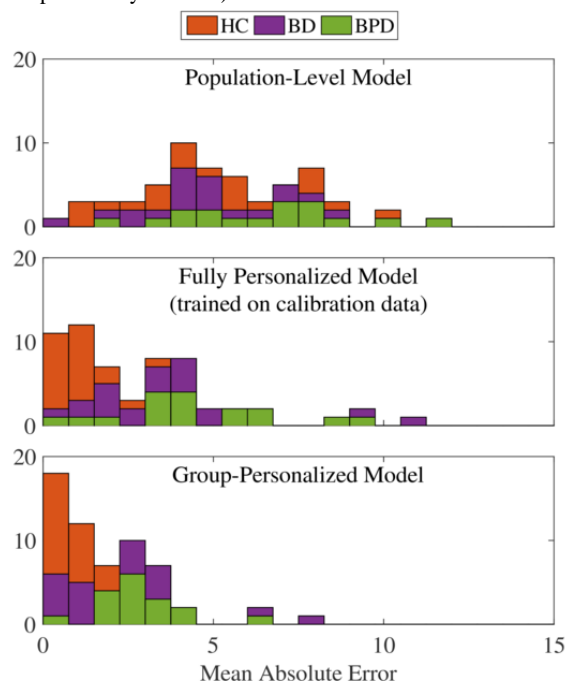 HC BD BPD
20
Population-Level Model
10
0
20
Fully Personalized Model
(trained on calibration data)
10
0
20
Group-Personalized Model
10
0
0 5 10 15
Mean Absolute Error